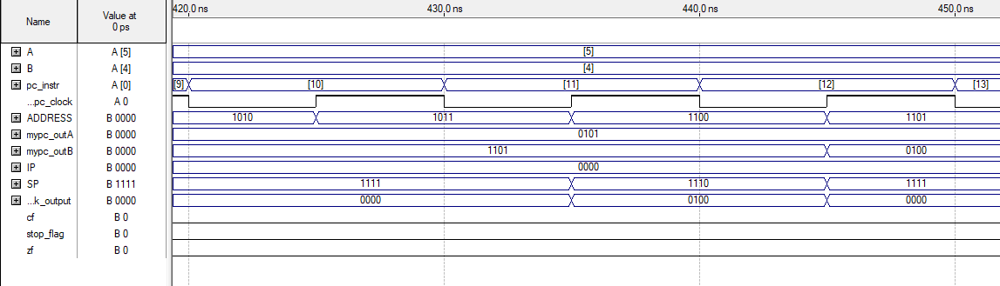 Name Value at 0 ps 420.0 ns 430.0 ns 440.0 ns 450.0 ns
A A [5] [5]
B A [4] [4]
pc_instr A [0] [9] [10] [11] [12] [13]
...pc_clock A 0
ADDRESS B 0000 1010 1011 1100 1101
mypc_outA B 0000 0101
mypc_outB B 0000 1101 0100
IP B 0000 0000
SP B 1111 1111 1110 1111
...k_output B 0000 0000 0100 0000
cf B 0
stop_flag B 0
zf B 0